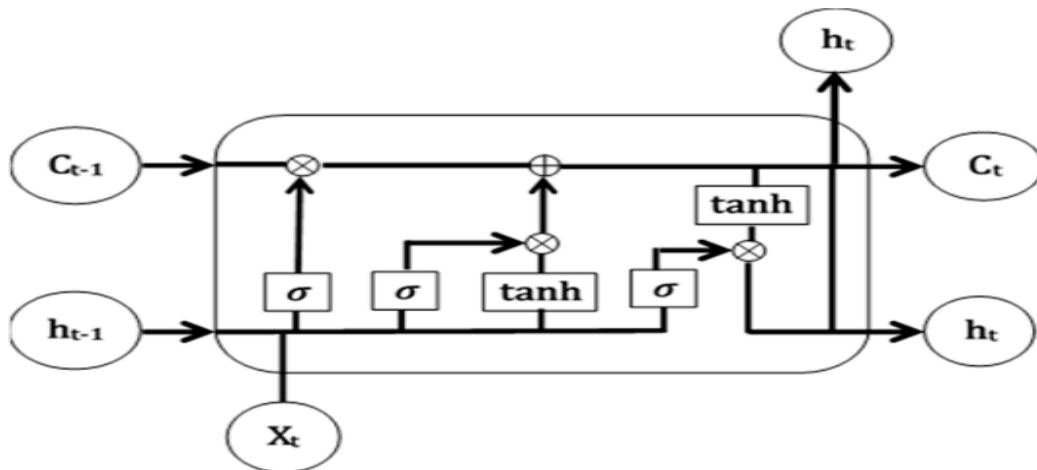 hₜ
Cₜ₋₁
Cₜ
tanh
σ
σ
tanh
σ
hₜ₋₁
hₜ
Xₜ